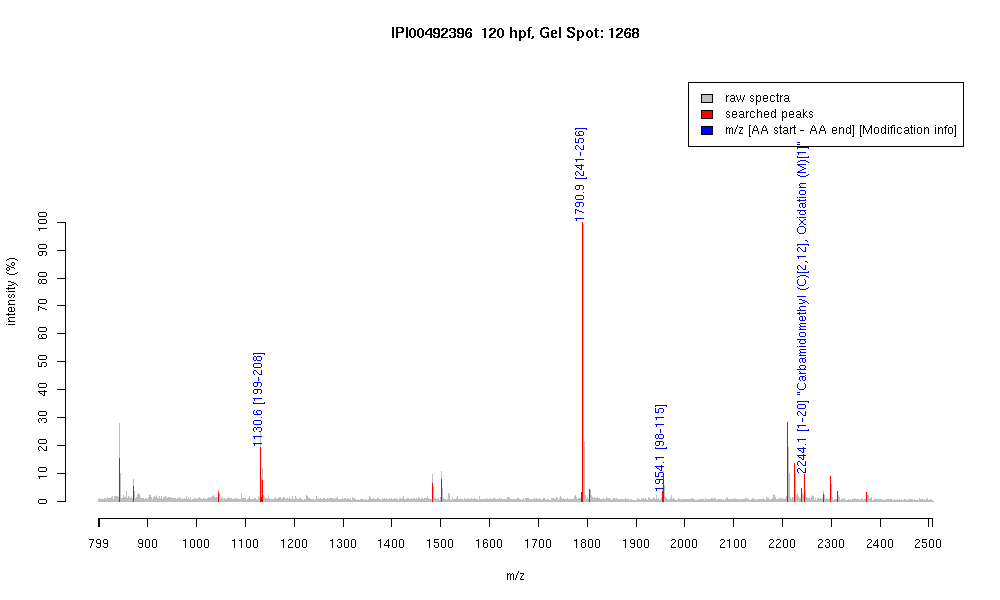 IPI00492396 120 hpf, Gel Spot: 1268
raw spectra
searched peaks
m/z [AA start - AA end] [Modification info]
1130.6 [199-208]
1790.9 [241-256]
1954.1 [98-115]
2244.1 [1-20] "Carbamidomethyl (C)[2,12], Oxidation (M)[1]"
intensity (%)
100
90
80
70
60
50
40
30
20
10
0
799 900 1000 1100 1200 1300 1400 1500 1600 1700 1800 1900 2000 2100 2200 2300 2400 2500
m/z